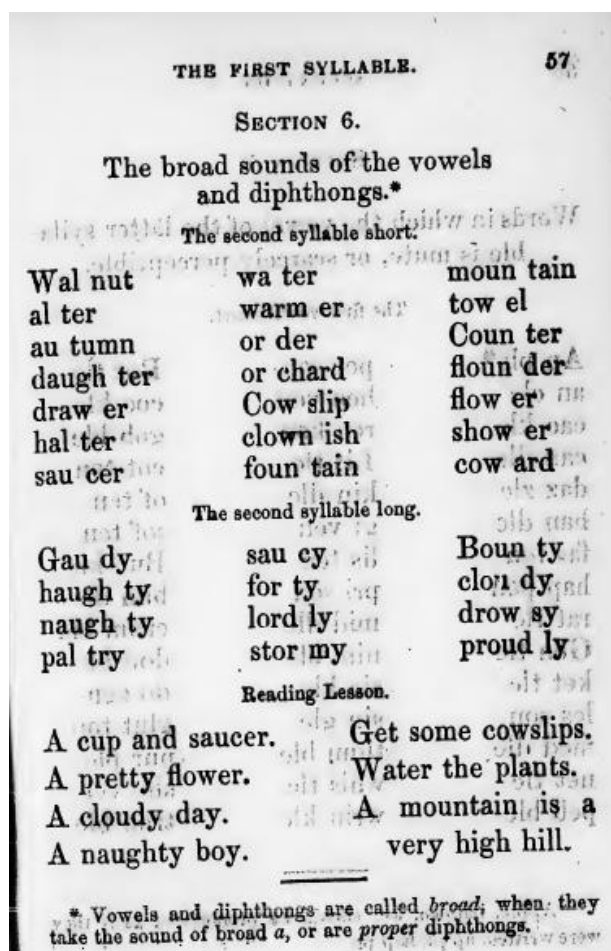 THE FIRST SYLLABLE. 57
SECTION 6.
The broad sounds of the vowels
and diphthongs.*
The second syllable short.
Wal nut wa ter moun tain
al ter warm er tow el
au tumn or der Coun ter
daugh ter or chard floun der
draw er Cow slip flow er
hal ter clown ish show er
sau cer foun tain cow ard
The second syllable long.
Gau dy sau cy Boun ty
haugh ty for ty clou dy
naugh ty lord ly drow sy
pal try stor my proud ly
Reading Lesson.
A cup and saucer. Get some cowslips.
A pretty flower. Water the plants.
A cloudy day. A mountain is a
A naughty boy. very high hill.
* Vowels and diphthongs are called broad, when they
take the sound of broad a, or are proper diphthongs.